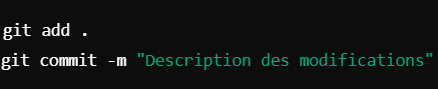 git add .
git commit -m "Description des modifications"